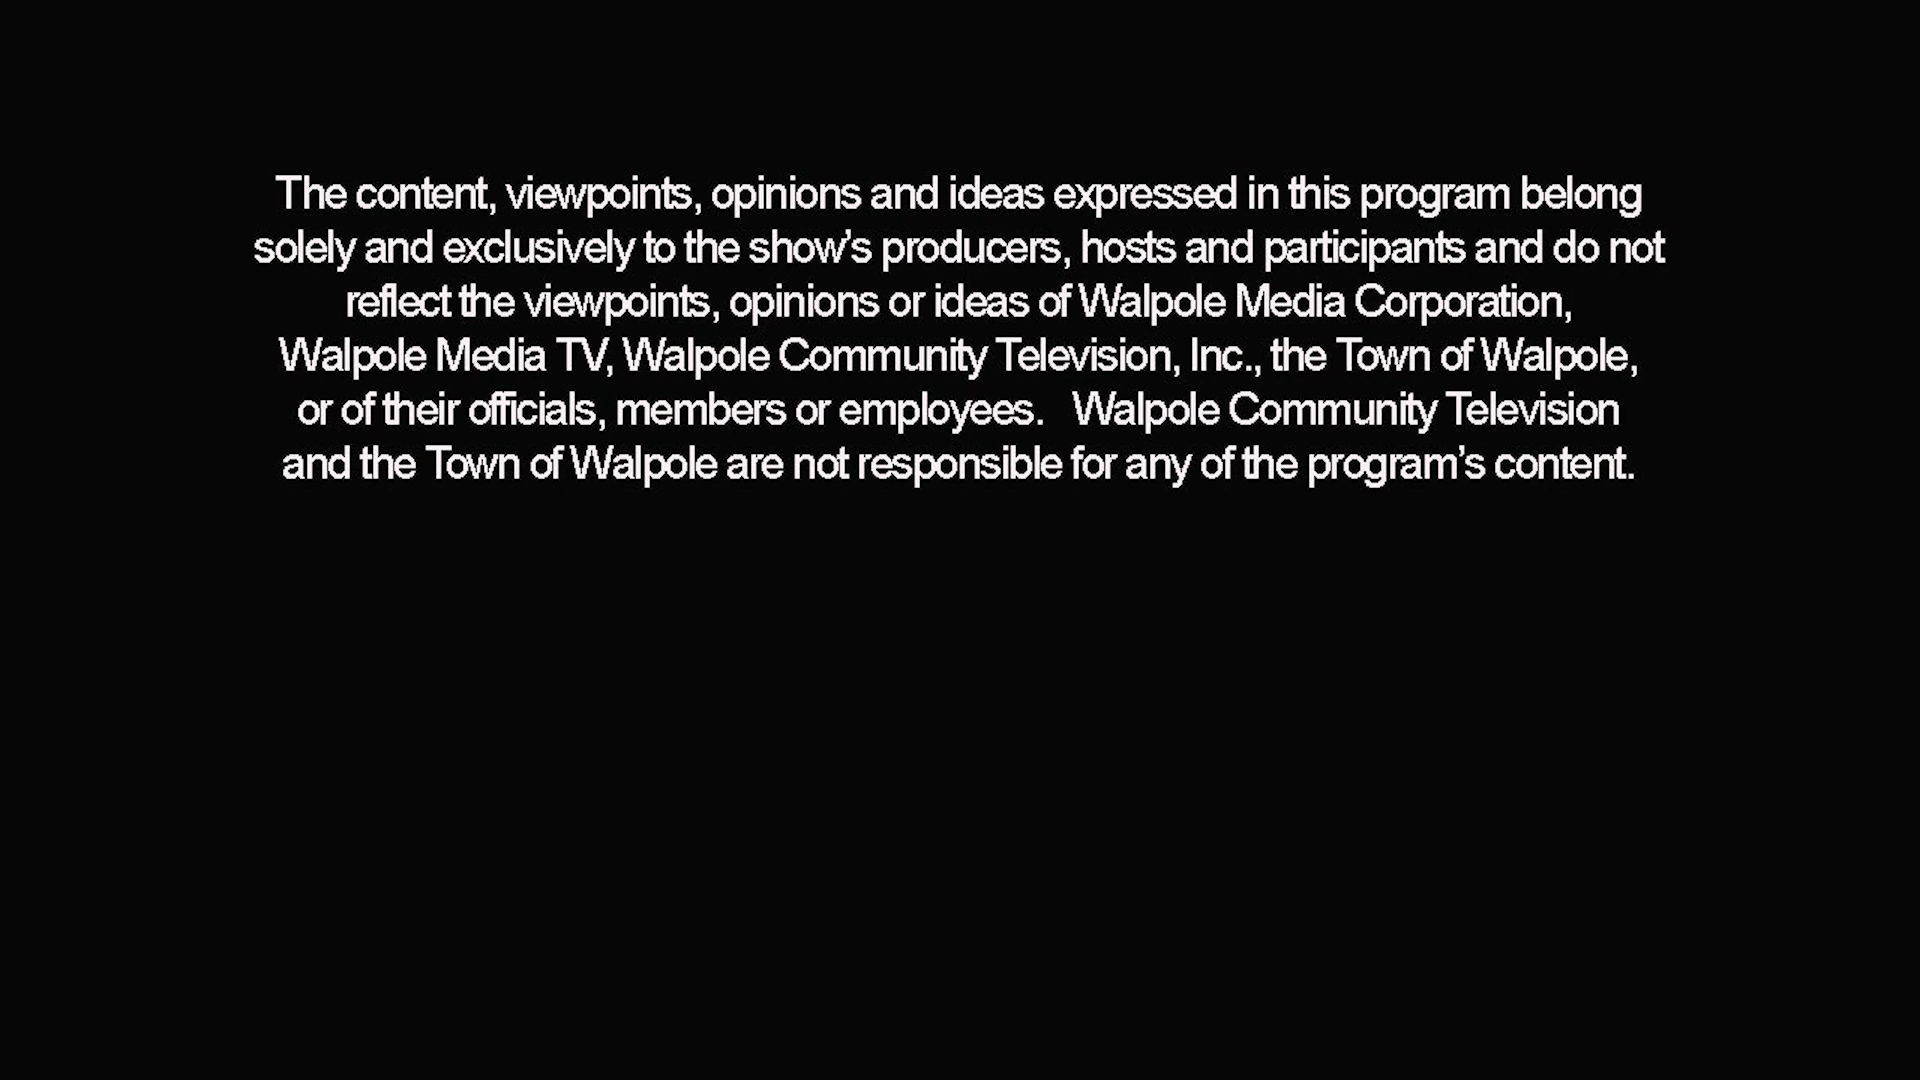 The content, viewpoints, opinions and ideas expressed in this program belong
solely and exclusively to the show’s producers, hosts and participants and do not
reflect the viewpoints, opinions or ideas of Walpole Media Corporation,
Walpole Media TV, Walpole Community Television, Inc., the Town of Walpole,
or of their officials, members or employees.   Walpole Community Television
and the Town of Walpole are not responsible for any of the program’s content.